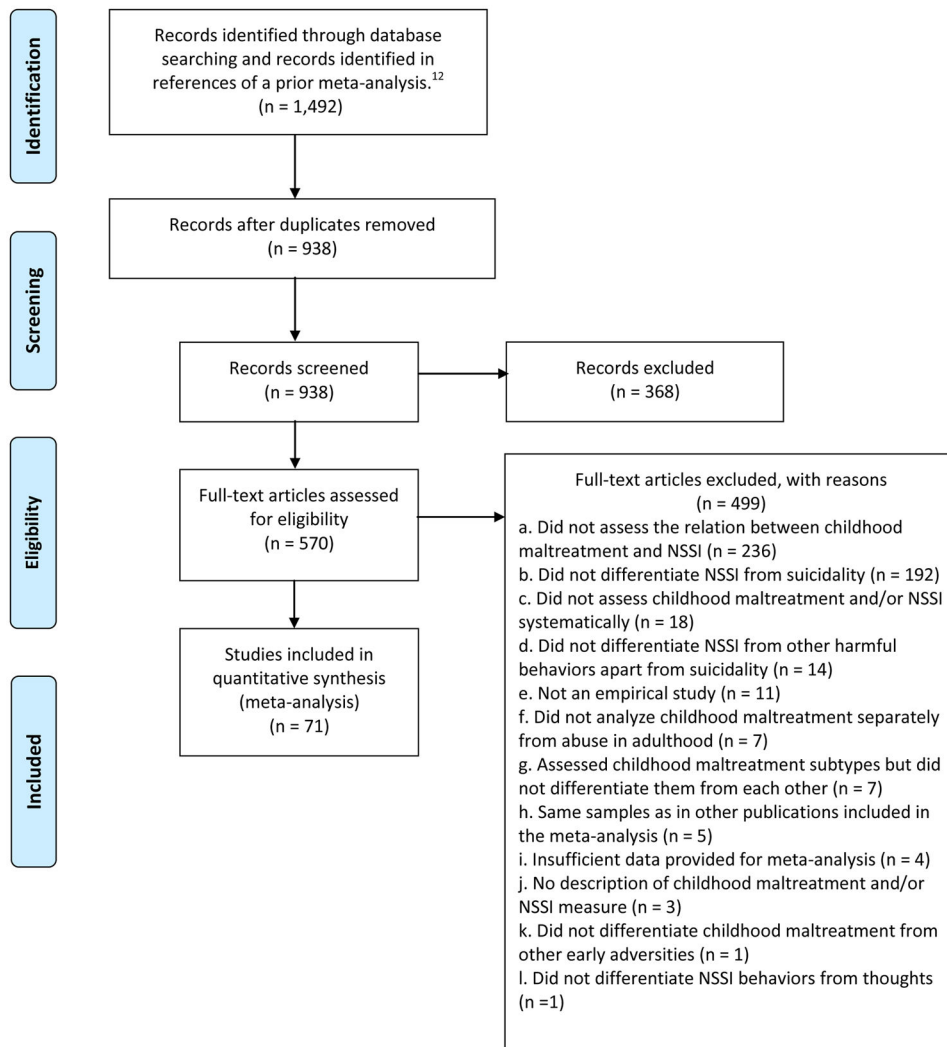 Identification
Records identified through database
searching and records identified in
references of a prior meta-analysis.12
(n = 1,492)
Screening
Records after duplicates removed
(n = 938)
Records screened
(n = 938)
Records excluded
(n = 368)
Eligibility
Full-text articles assessed
for eligibility
(n = 570)
Full-text articles excluded, with reasons
(n = 499)
a. Did not assess the relation between childhood
maltreatment and NSSI (n = 236)
b. Did not differentiate NSSI from suicidality (n = 192)
c. Did not assess childhood maltreatment and/or NSSI
systematically (n = 18)
d. Did not differentiate NSSI from other harmful
behaviors apart from suicidality (n = 14)
e. Not an empirical study (n = 11)
f. Did not analyze childhood maltreatment separately
from abuse in adulthood (n = 7)
g. Assessed childhood maltreatment subtypes but did
not differentiate them from each other (n = 7)
h. Same samples as in other publications included in
the meta-analysis (n = 5)
i. Insufficient data provided for meta-analysis (n = 4)
j. No description of childhood maltreatment and/or
NSSI measure (n = 3)
k. Did not differentiate childhood maltreatment from
other early adversities (n = 1)
l. Did not differentiate NSSI behaviors from thoughts
(n =1)
Included
Studies included in
quantitative synthesis
(meta-analysis)
(n = 71)